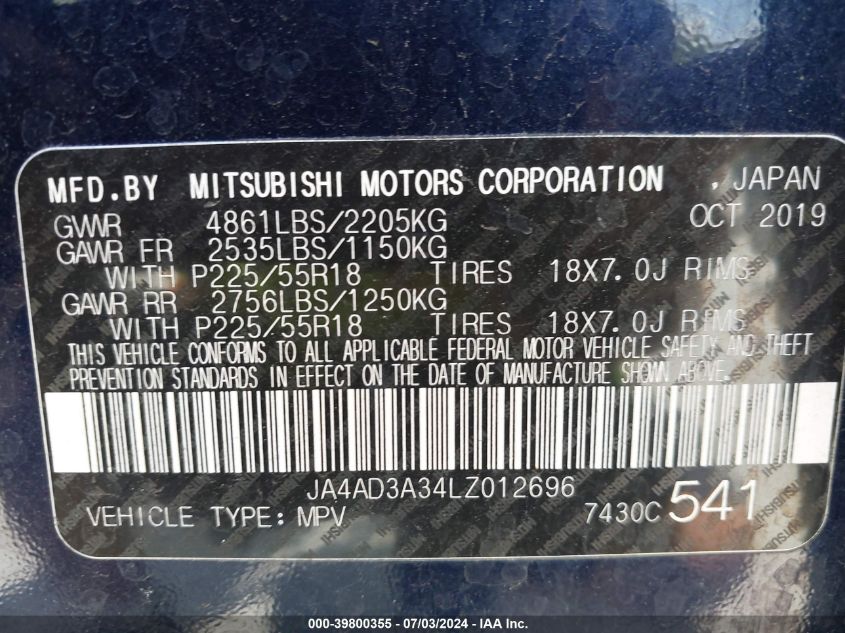 MFD.BY MITSUBISHI MOTORS CORPORATION , JAPAN
GVWR 4861LBS/2205KG OCT 2019
GAWR FR 2535LBS/1150KG
WITH P225/55R18 TIRES 18X7.0J RIMS
GAWR RR 2756LBS/1250KG
WITH P225/55R18 TIRES 18X7.0J RIMS
THIS VEHICLE CONFORMS TO ALL APPLICABLE FEDERAL MOTOR VEHICLE SAFETY AND THEFT
PREVENTION STANDARDS IN EFFECT ON THE DATE OF MANUFACTURE SHOWN ABOVE.
JA4AD3A34LZ012696
VEHICLE TYPE: MPV 7430C 541
000-39800355 - 07/03/2024 - IAAI.com